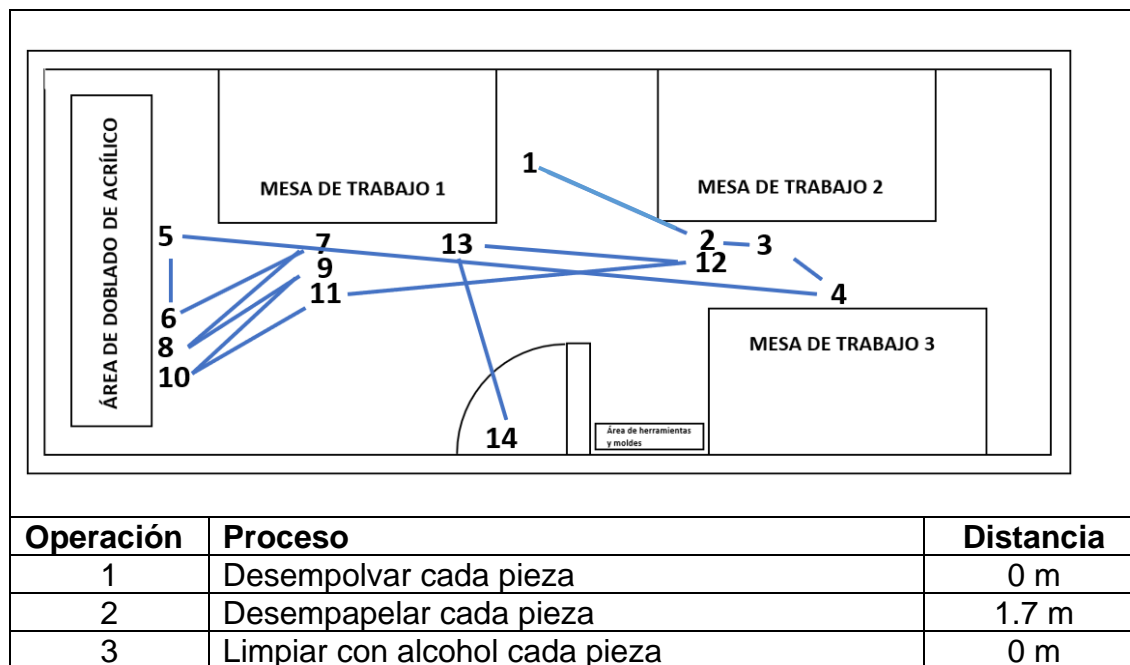 ÁREA DE DOBLADO DE ACRÍLICO
MESA DE TRABAJO 1
MESA DE TRABAJO 2
MESA DE TRABAJO 3
Área de herramientas
y moldes
1
2
3
4
5
6
7
8
9
10
11
12
13
14
Operación Proceso Distancia
1 Desempolvar cada pieza 0 m
2 Desempapelar cada pieza 1.7 m
3 Limpiar con alcohol cada pieza 0 m